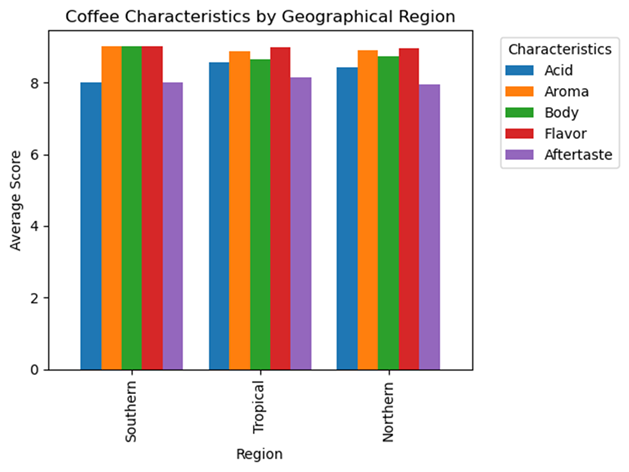 Coffee Characteristics by Geographical Region
Characteristics
Acid
Aroma
Body
Flavor
Aftertaste
8
6
4
2
0
Average Score
Southern
Tropical
Northern
Region